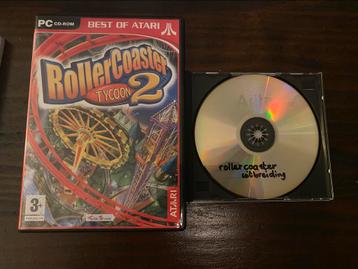 PC CD-ROM
BEST OF ATARI
RollerCoaster
TYCOON 2
3+
ATARI
rollercoaster
uitbreiding